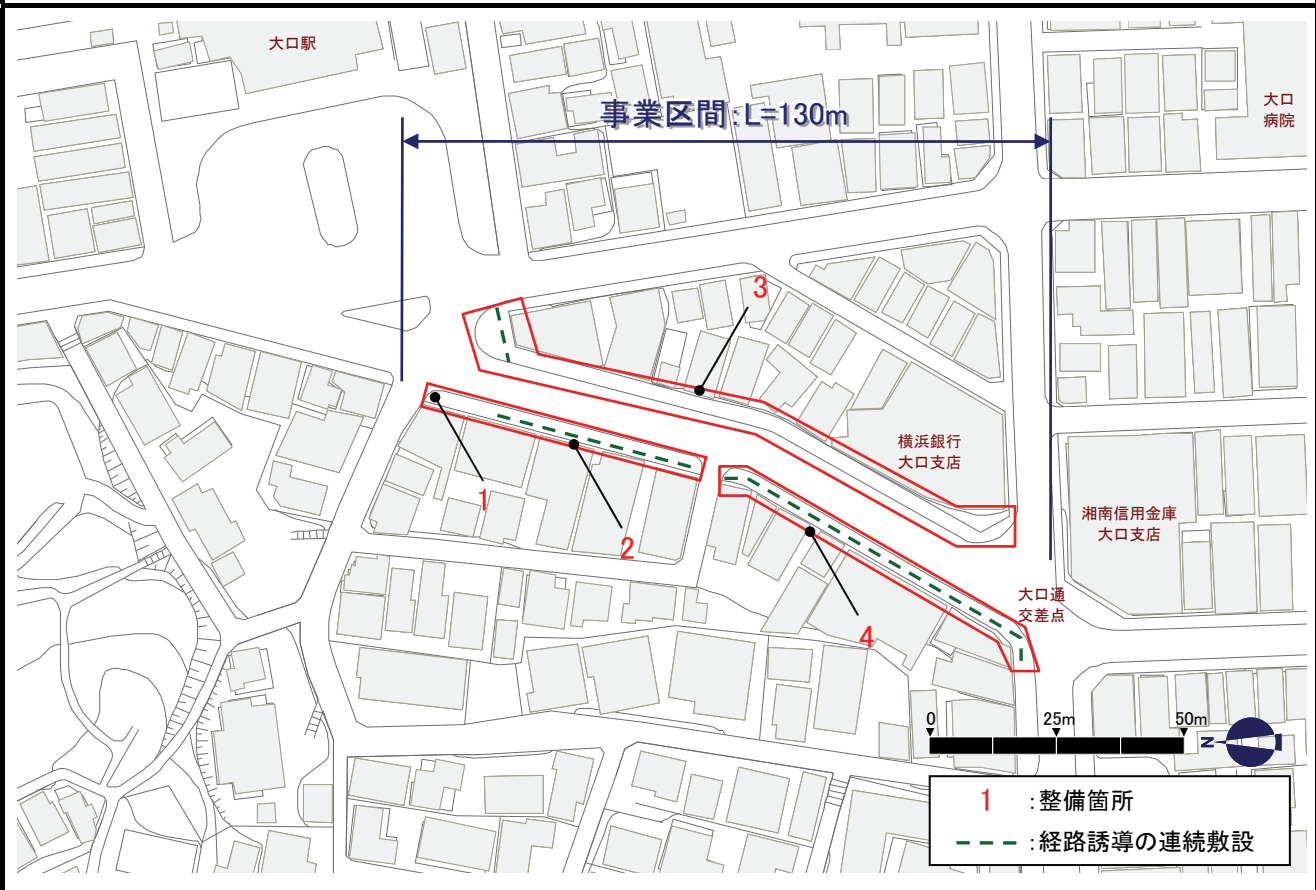 大口駅
事業区間:L=130m
大口
病院
3
横浜銀行
大口支店
1
2
湘南信用金庫
大口支店
大口通
交差点
4
0
25m
50m
N
1 :整備箇所
:経路誘導の連続敷設